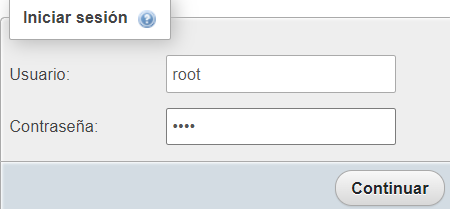 Iniciar sesión
Usuario: root
Contraseña: ••••
Continuar